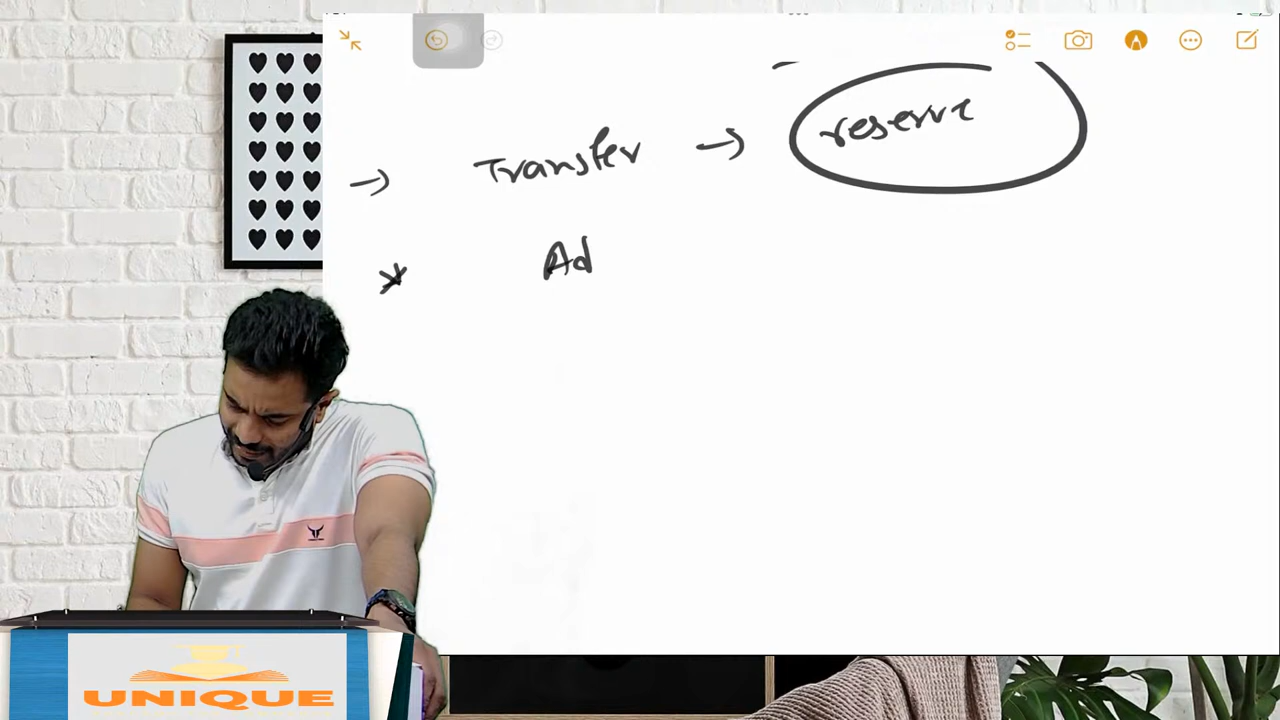 → Transfer → reserve
* Ad
UNIQUE